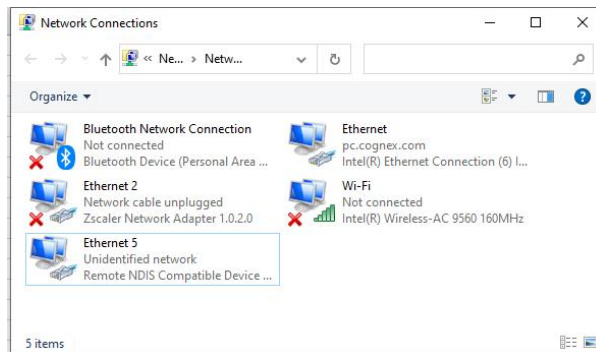 Network Connections
« Ne... › Netw...
Organize
Bluetooth Network Connection
Not connected
Bluetooth Device (Personal Area ...
Ethernet
pc.cognex.com
Intel(R) Ethernet Connection (6) I...
Ethernet 2
Network cable unplugged
Zscaler Network Adapter 1.0.2.0
Wi-Fi
Not connected
Intel(R) Wireless-AC 9560 160MHz
Ethernet 5
Unidentified network
Remote NDIS Compatible Device ...
5 items